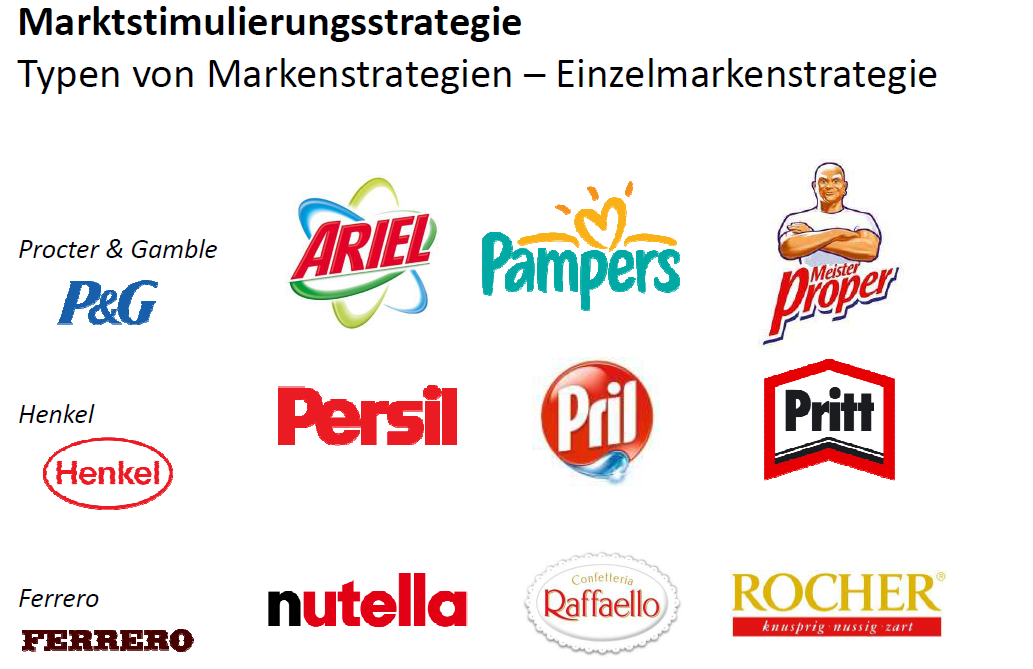 Marktstimulierungsstrategie
Typen von Markenstrategien – Einzelmarkenstrategie
Procter & Gamble
P&G
ARIEL
Pampers
Meister
Proper
Henkel
Henkel
Persil
Pril
Pritt
Ferrero
FERRERO
nutella
Confetteria
Raffaello
ROCHER®
knusprig·nussig·zart